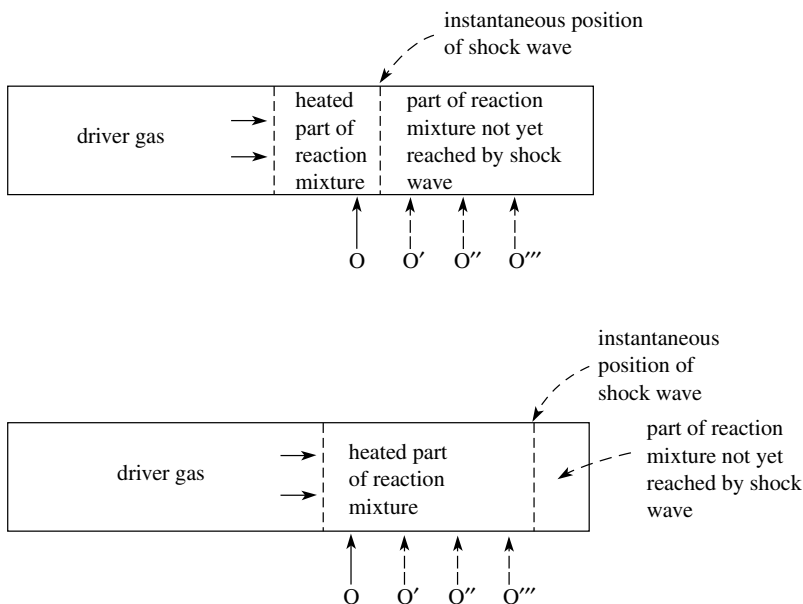 instantaneous position
of shock wave
driver gas
heated
part of
reaction
mixture
part of reaction
mixture not yet
reached by shock
wave
O O′ O″ O‴
instantaneous
position of
shock wave
driver gas
heated part
of reaction
mixture
part of reaction
mixture not yet
reached by shock
wave
O O′ O″ O‴